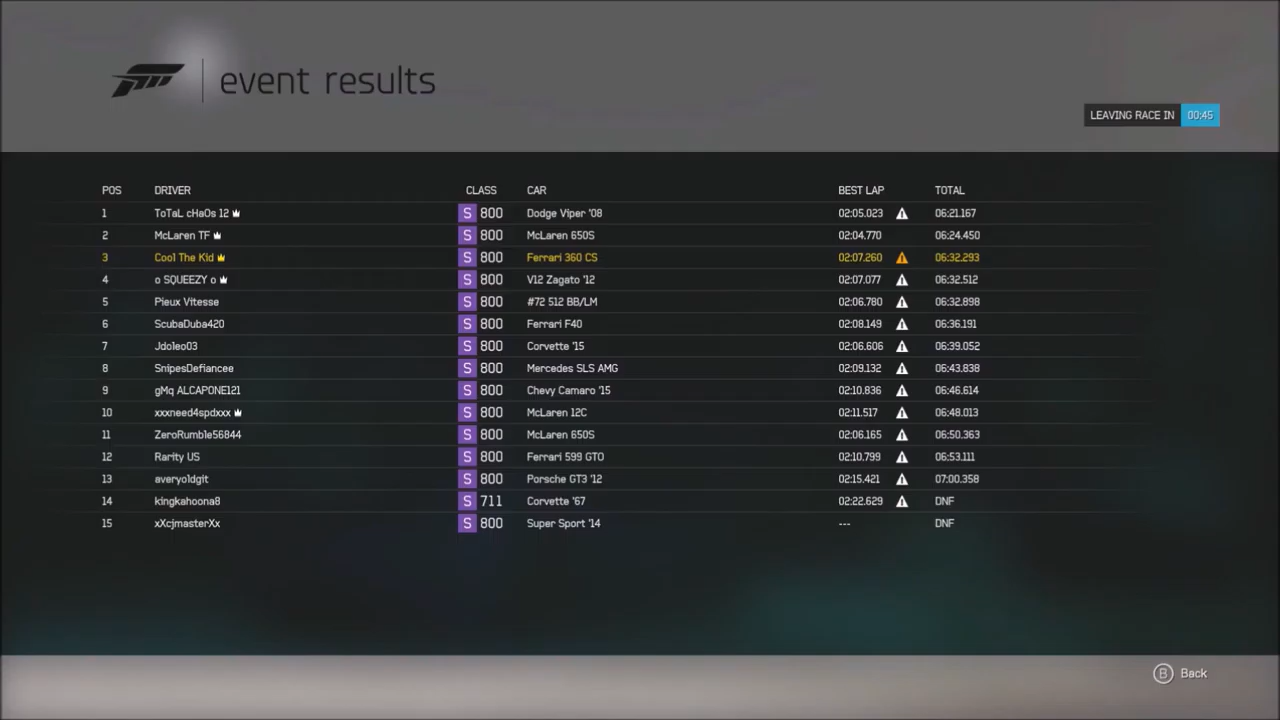 event results
LEAVING RACE IN 00:45
POS DRIVER CLASS CAR BEST LAP TOTAL
1 ToTaL cHaOs 12 S 800 Dodge Viper '08 02:05.023 06:21.167
2 McLaren TF S 800 McLaren 650S 02:04.770 06:24.450
3 Cool The Kid S 800 Ferrari 360 CS 02:07.260 06:32.293
4 o SQUEEZY o S 800 V12 Zagato '12 02:07.077 06:32.512
5 Pieux Vitesse S 800 #72 512 BB/LM 02:06.780 06:32.898
6 ScubaDuba420 S 800 Ferrari F40 02:08.149 06:36.191
7 Jdoleo03 S 800 Corvette '15 02:06.606 06:39.052
8 SnipesDefiancee S 800 Mercedes SLS AMG 02:09.132 06:43.838
9 gMq ALCAPONE121 S 800 Chevy Camaro '15 02:10.836 06:46.614
10 xxxneed4spdxxx S 800 McLaren 12C 02:11.517 06:48.013
11 ZeroRumble56844 S 800 McLaren 650S 02:06.165 06:50.363
12 Rarity US S 800 Ferrari 599 GTO 02:10.799 06:53.111
13 averyoldgit S 800 Porsche GT3 '12 02:15.421 07:00.358
14 kingkahoona8 S 711 Corvette '67 02:22.629 DNF
15 xXcjmasterXx S 800 Super Sport '14 --- DNF
B Back